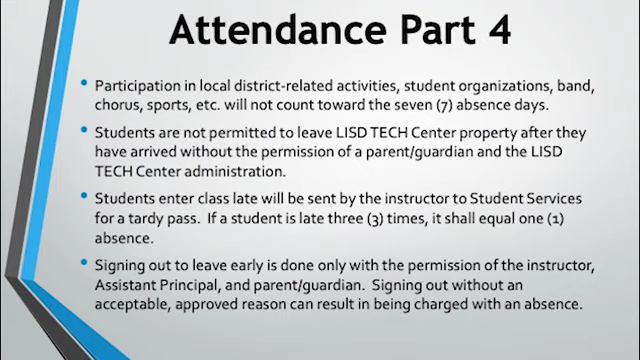 Attendance Part 4
• Participation in local district-related activities, student organizations, band,
chorus, sports, etc. will not count toward the seven (7) absence days.
• Students are not permitted to leave LISD TECH Center property after they
have arrived without the permission of a parent/guardian and the LISD
TECH Center administration.
• Students enter class late will be sent by the instructor to Student Services
for a tardy pass.  If a student is late three (3) times, it shall equal one (1)
absence.
• Signing out to leave early is done only with the permission of the instructor,
Assistant Principal, and parent/guardian.  Signing out without an
acceptable, approved reason can result in being charged with an absence.